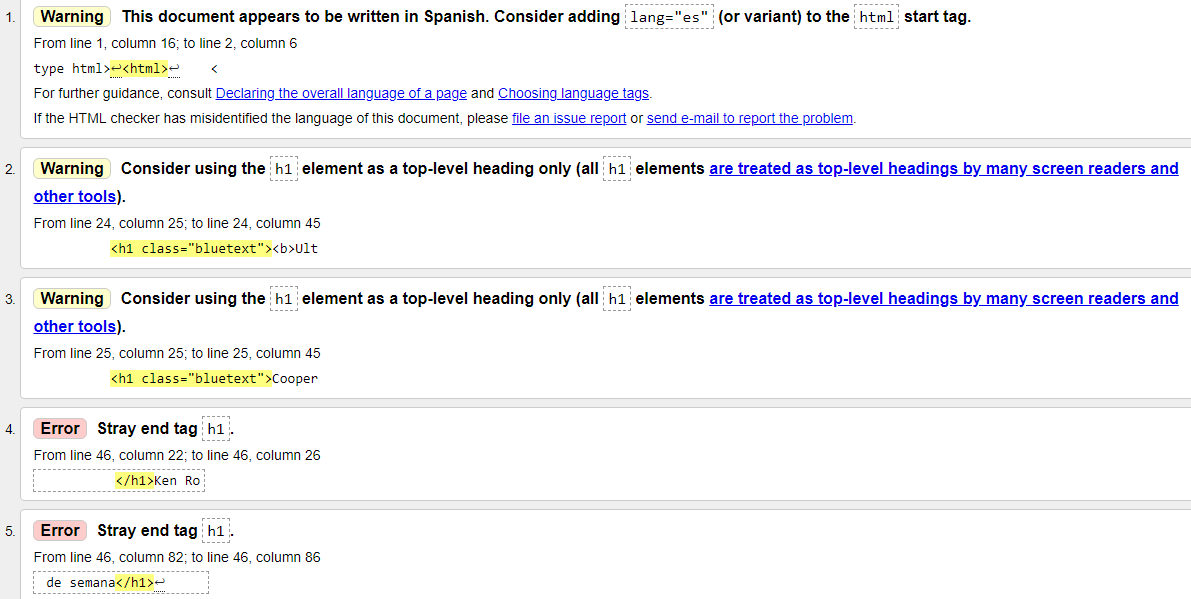 1. Warning This document appears to be written in Spanish. Consider adding lang="es" (or variant) to the html start tag.
From line 1, column 16; to line 2, column 6
type html>↩<html>↩    <
For further guidance, consult Declaring the overall language of a page and Choosing language tags.
If the HTML checker has misidentified the language of this document, please file an issue report or send e-mail to report the problem.
2. Warning Consider using the h1 element as a top-level heading only (all h1 elements are treated as top-level headings by many screen readers and
other tools).
From line 24, column 25; to line 24, column 45
<h1 class="bluetext"><b>Ult
3. Warning Consider using the h1 element as a top-level heading only (all h1 elements are treated as top-level headings by many screen readers and
other tools).
From line 25, column 25; to line 25, column 45
<h1 class="bluetext">Cooper
4. Error Stray end tag h1.
From line 46, column 22; to line 46, column 26
</h1>Ken Ro
5. Error Stray end tag h1.
From line 46, column 82; to line 46, column 86
de semana</h1>↩